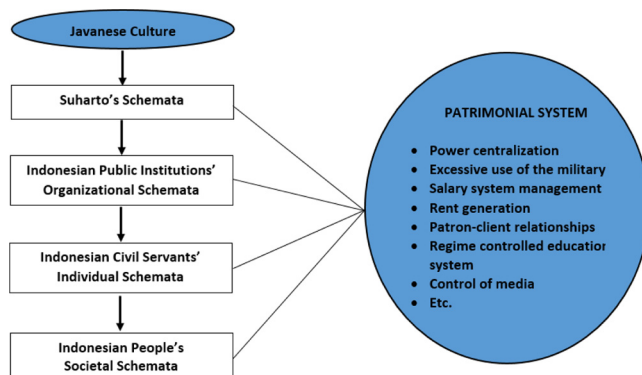 Javanese Culture
Suharto's Schemata
Indonesian Public Institutions'
Organizational Schemata
Indonesian Civil Servants'
Individual Schemata
Indonesian People's
Societal Schemata
PATRIMONIAL SYSTEM
• Power centralization
• Excessive use of the military
• Salary system management
• Rent generation
• Patron-client relationships
• Regime controlled education
system
• Control of media
• Etc.